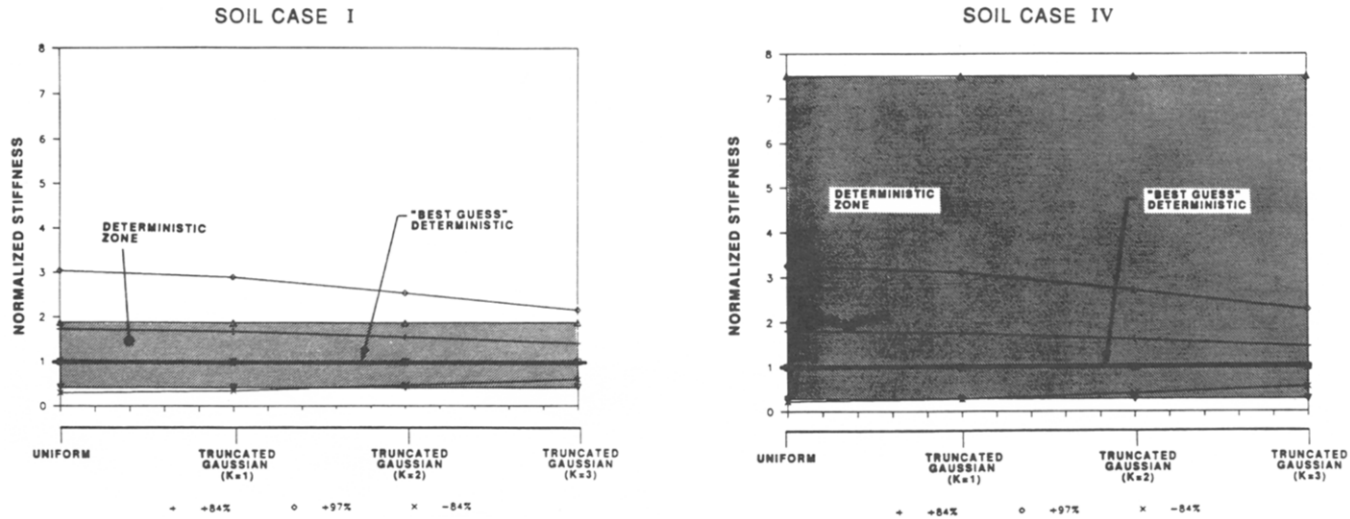 SOIL CASE I
8
7
6
5
4
3
2
1
0
NORMALIZED STIFFNESS
DETERMINISTIC
ZONE
"BEST GUESS"
DETERMINISTIC
UNIFORM
TRUNCATED
GAUSSIAN
(K=1)
TRUNCATED
GAUSSIAN
(K=2)
TRUNCATED
GAUSSIAN
(K=3)
+ +84% ◇ +97% × -84%
SOIL CASE IV
8
7
6
5
4
3
2
1
0
NORMALIZED STIFFNESS
DETERMINISTIC
ZONE
"BEST GUESS"
DETERMINISTIC
UNIFORM
TRUNCATED
GAUSSIAN
(K=1)
TRUNCATED
GAUSSIAN
(K=2)
TRUNCATED
GAUSSIAN
(K=3)
+ +84% ◇ +97% × -84%